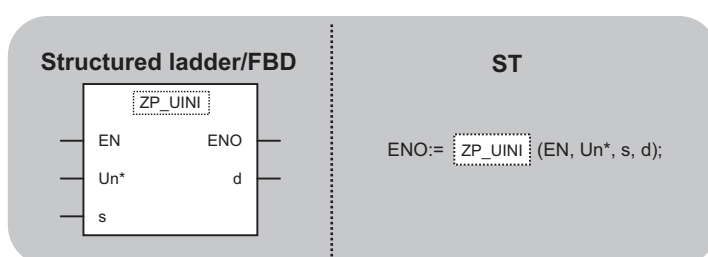 Structured ladder/FBD
ZP_UINI
EN ENO
Un* d
s
ST
ENO:= ZP_UINI (EN, Un*, s, d);